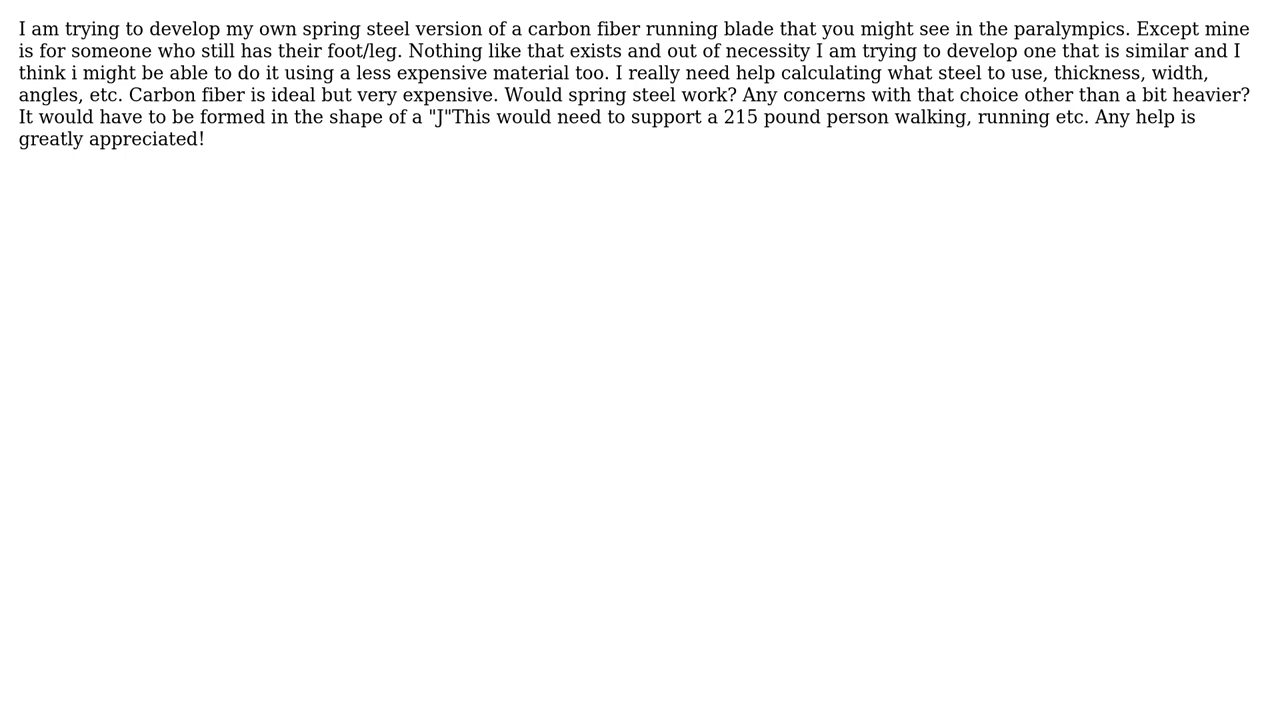 I am trying to develop my own spring steel version of a carbon fiber running blade that you might see in the paralympics. Except mine
is for someone who still has their foot/leg. Nothing like that exists and out of necessity I am trying to develop one that is similar and I
think i might be able to do it using a less expensive material too. I really need help calculating what steel to use, thickness, width,
angles, etc. Carbon fiber is ideal but very expensive. Would spring steel work? Any concerns with that choice other than a bit heavier?
It would have to be formed in the shape of a "J"This would need to support a 215 pound person walking, running etc. Any help is
greatly appreciated!